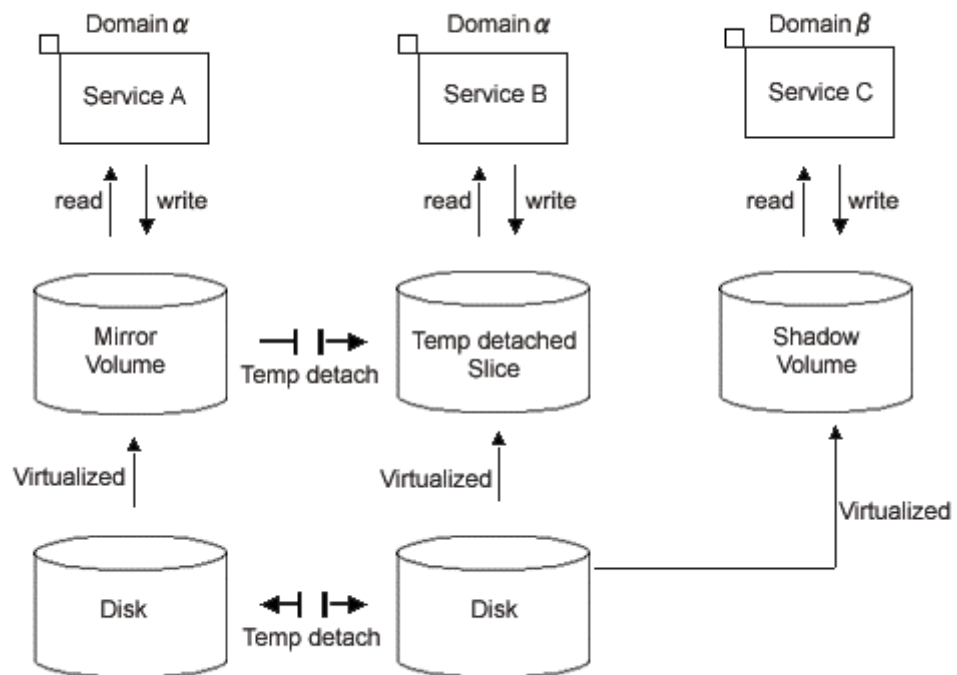 Domain α
Domain α
Domain β
Service A
Service B
Service C
read
write
read
write
read
write
Mirror
Volume
Temp detach
Temp detached
Slice
Shadow
Volume
Virtualized
Virtualized
Virtualized
Disk
Temp detach
Disk